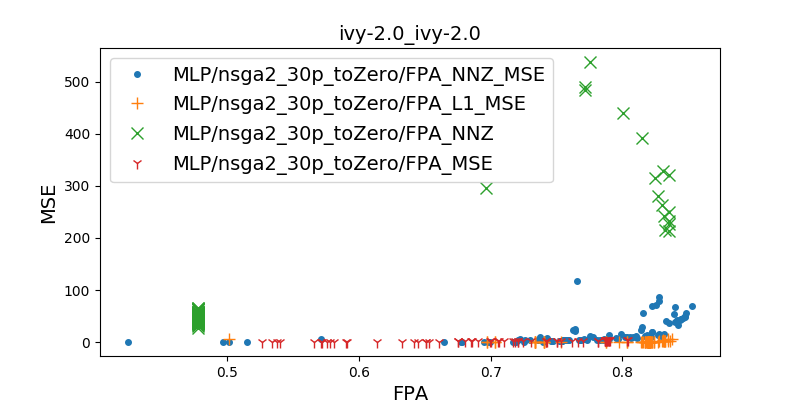 ivy-2.0_ivy-2.0
MLP/nsga2_30p_toZero/FPA_NNZ_MSE
MLP/nsga2_30p_toZero/FPA_L1_MSE
MLP/nsga2_30p_toZero/FPA_NNZ
MLP/nsga2_30p_toZero/FPA_MSE
MSE
500
400
300
200
100
0
0.5 0.6 0.7 0.8
FPA